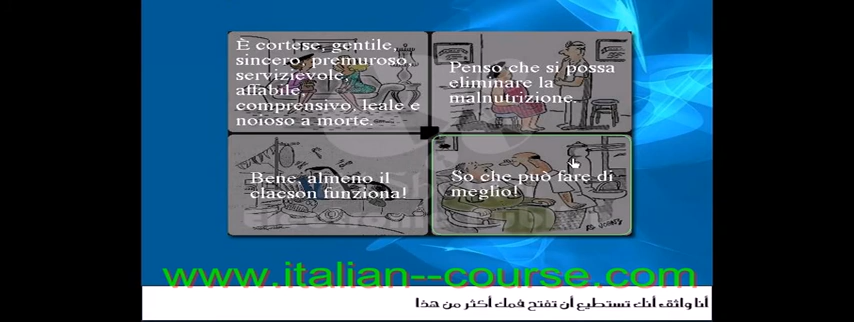 È cortese, gentile,
sincero, premuroso,
servizievole,
affabile,
comprensivo, leale e
noioso a morte.
Penso che si possa
eliminare la
malnutrizione.
Bene, almeno il
clacson funziona!
So che può fare di
meglio!
www.italian--course.com
أنا واثق أنك تستطيع أن تفتح فمك أكثر من هذا